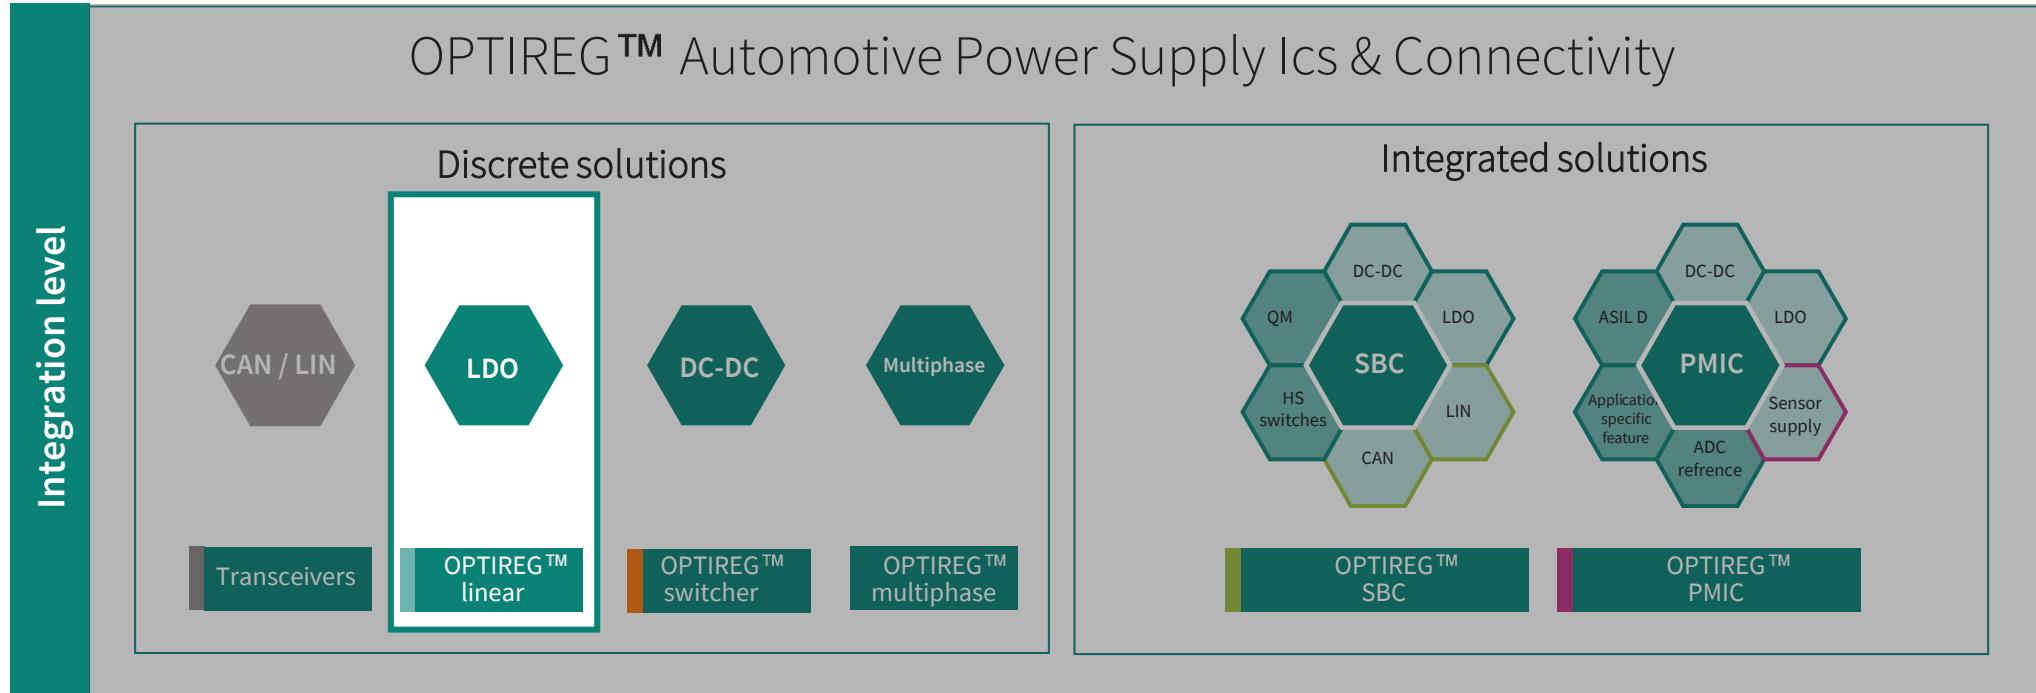 OPTIREG™ Automotive Power Supply Ics & Connectivity
Integration level
Discrete solutions
CAN / LIN
LDO
DC-DC
Multiphase
Transceivers
OPTIREG™
linear
OPTIREG™
switcher
OPTIREG™
multiphase
Integrated solutions
DC-DC
QM
LDO
SBC
HS
switches
LIN
CAN
OPTIREG™
SBC
DC-DC
ASIL D
LDO
PMIC
Applicatio
specific
feature
Sensor
supply
ADC
refrence
OPTIREG™
PMIC